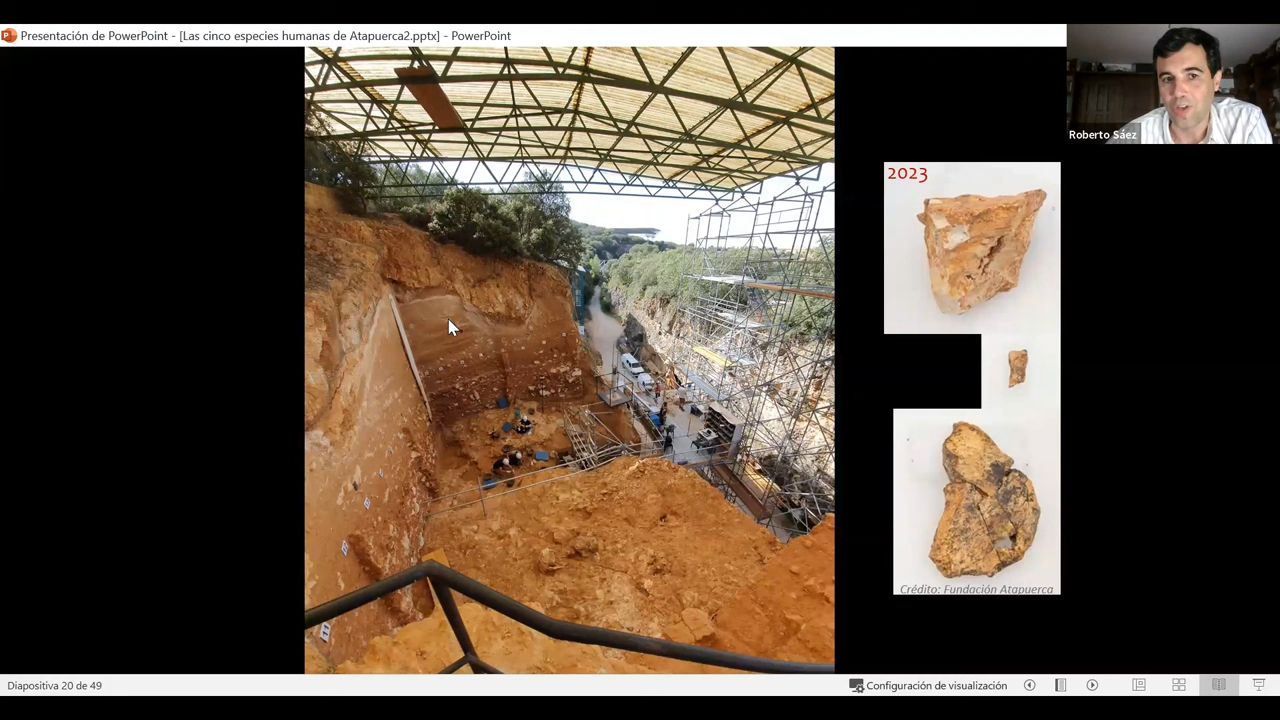 Presentación de PowerPoint - [Las cinco especies humanas de Atapuerca2.pptx] - PowerPoint
Roberto Sáez
2023
Crédito: Fundación Atapuerca
Diapositiva 20 de 49
Configuración de visualización